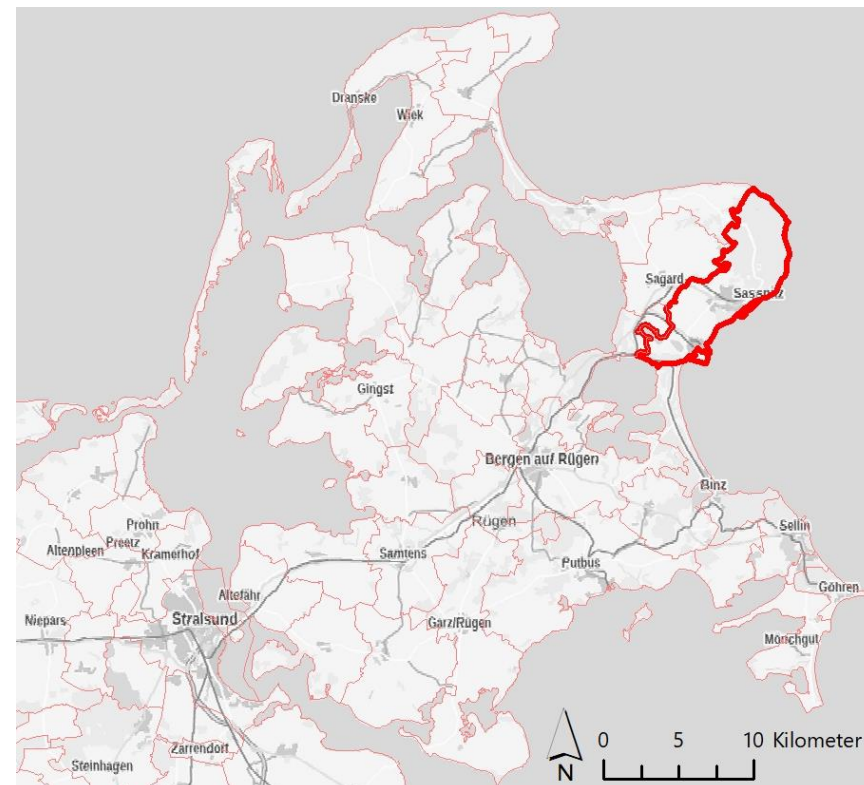 Dranske
Wiek
Sagard
Sassnitz
Gingst
Bergen auf Rügen
Rügen
Binz
Prohn
Preetz
Altenpleen
Kramerhof
Samtens
Sellin
Putbus
Altefähr
Göhren
Niepars
Stralsund
Garz/Rügen
Mönchgut
Zarrendorf
Steinhagen
0 5 10 Kilometer
N